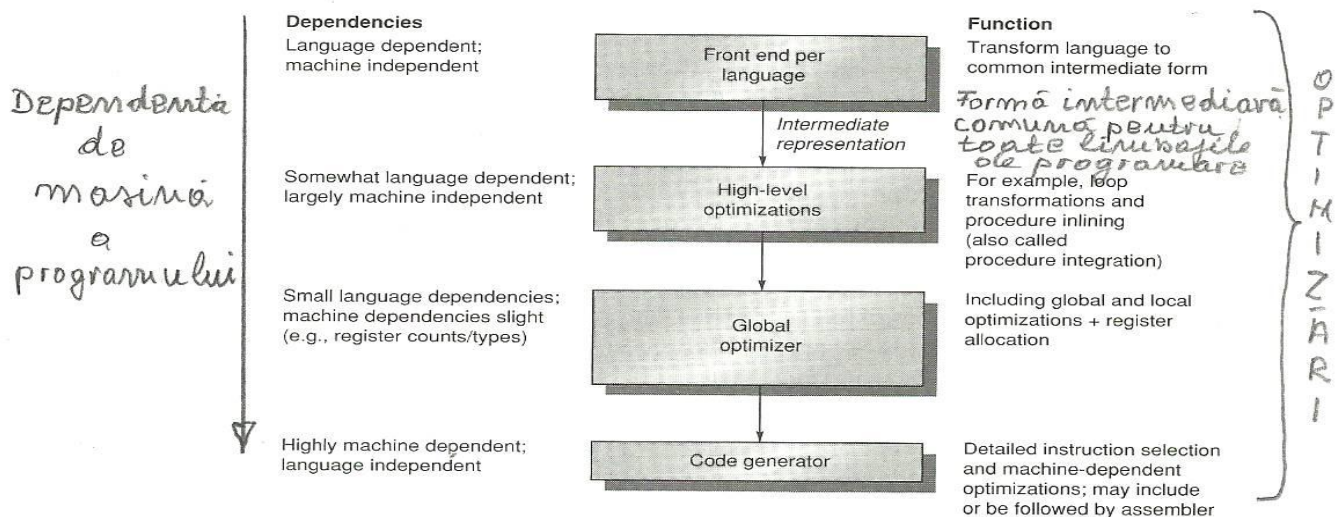 Dependenta
de
masină
a
programului
Dependencies
Language dependent;
machine independent
Somewhat language dependent;
largely machine independent
Small language dependencies;
machine dependencies slight
(e.g., register counts/types)
Highly machine dependent;
language independent
Front end per
language
Intermediate
representation
High-level
optimizations
Global
optimizer
Code generator
Function
Transform language to
common intermediate form
Formă intermediară
comună pentru
toate limbajile
de programare
For example, loop
transformations and
procedure inlining
(also called
procedure integration)
Including global and local
optimizations + register
allocation
Detailed instruction selection
and machine-dependent
optimizations; may include
or be followed by assembler
OPTIMIZĂRI